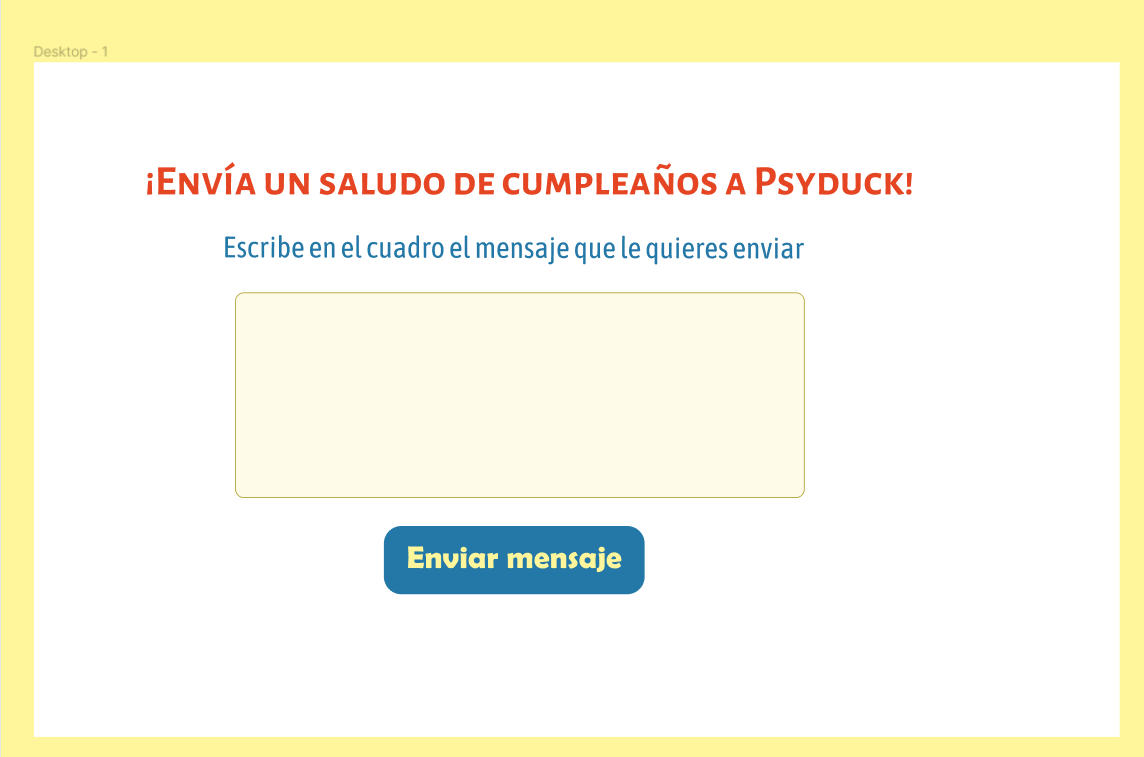 Desktop - 1
¡Envía un saludo de cumpleaños a Psyduck!
Escribe en el cuadro el mensaje que le quieres enviar
Enviar mensaje